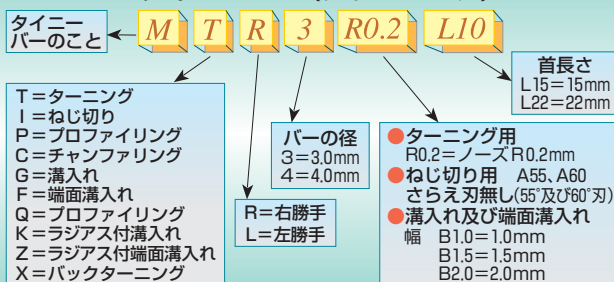 タイニー
バーのこと
M T R 3 R0.2 L10
首長さ
L15=15mm
L22=22mm
T=ターニング
I=ねじ切り
P=プロファイリング
C=チャンファリング
G=溝入れ
F=端面溝入れ
Q=プロファイリング
K=ラジアス付溝入れ
Z=ラジアス付端面溝入れ
X=バックターニング
R=右勝手
L=左勝手
バーの径
3=3.0mm
4=4.0mm
●ターニング用
R0.2=ノーズR0.2mm
●ねじ切り用 A55、A60
さらえ刃無し(55°及び60°刃)
●溝入れ及び端面溝入れ
幅 B1.0=1.0mm
B1.5=1.5mm
B2.0=2.0mm